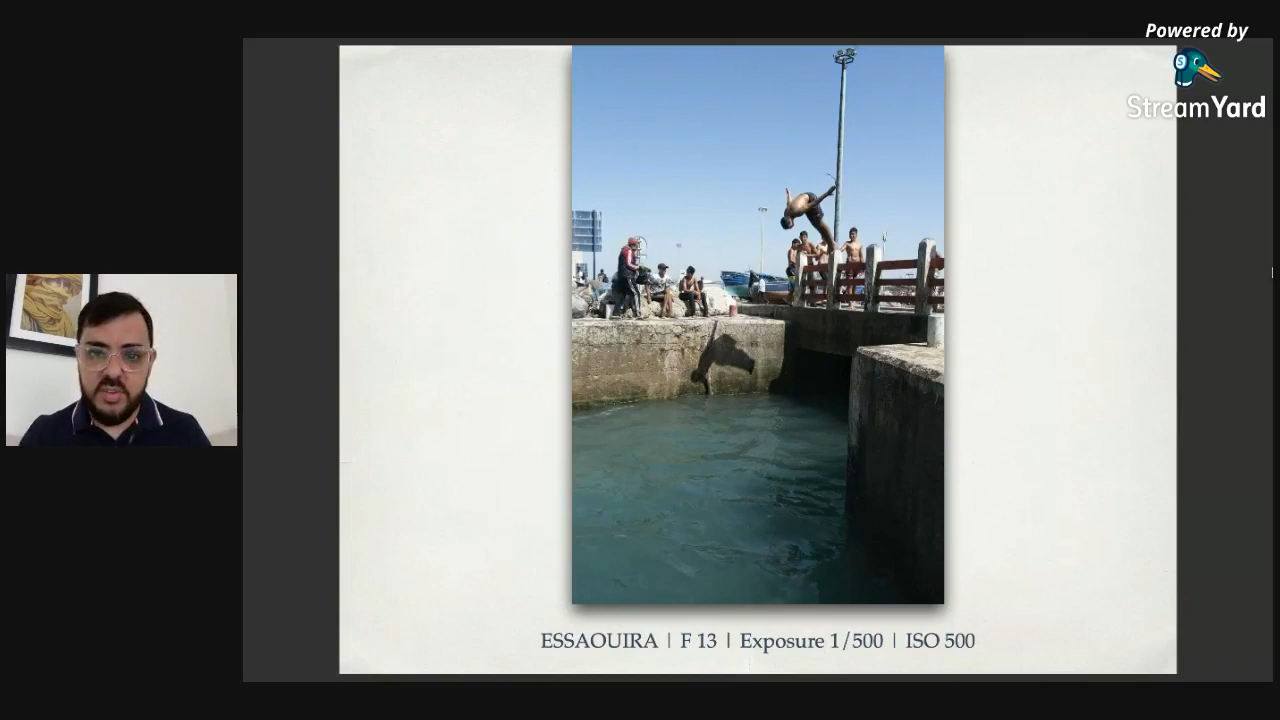 Powered by
StreamYard
ESSAOUIRA | F 13 | Exposure 1/500 | ISO 500